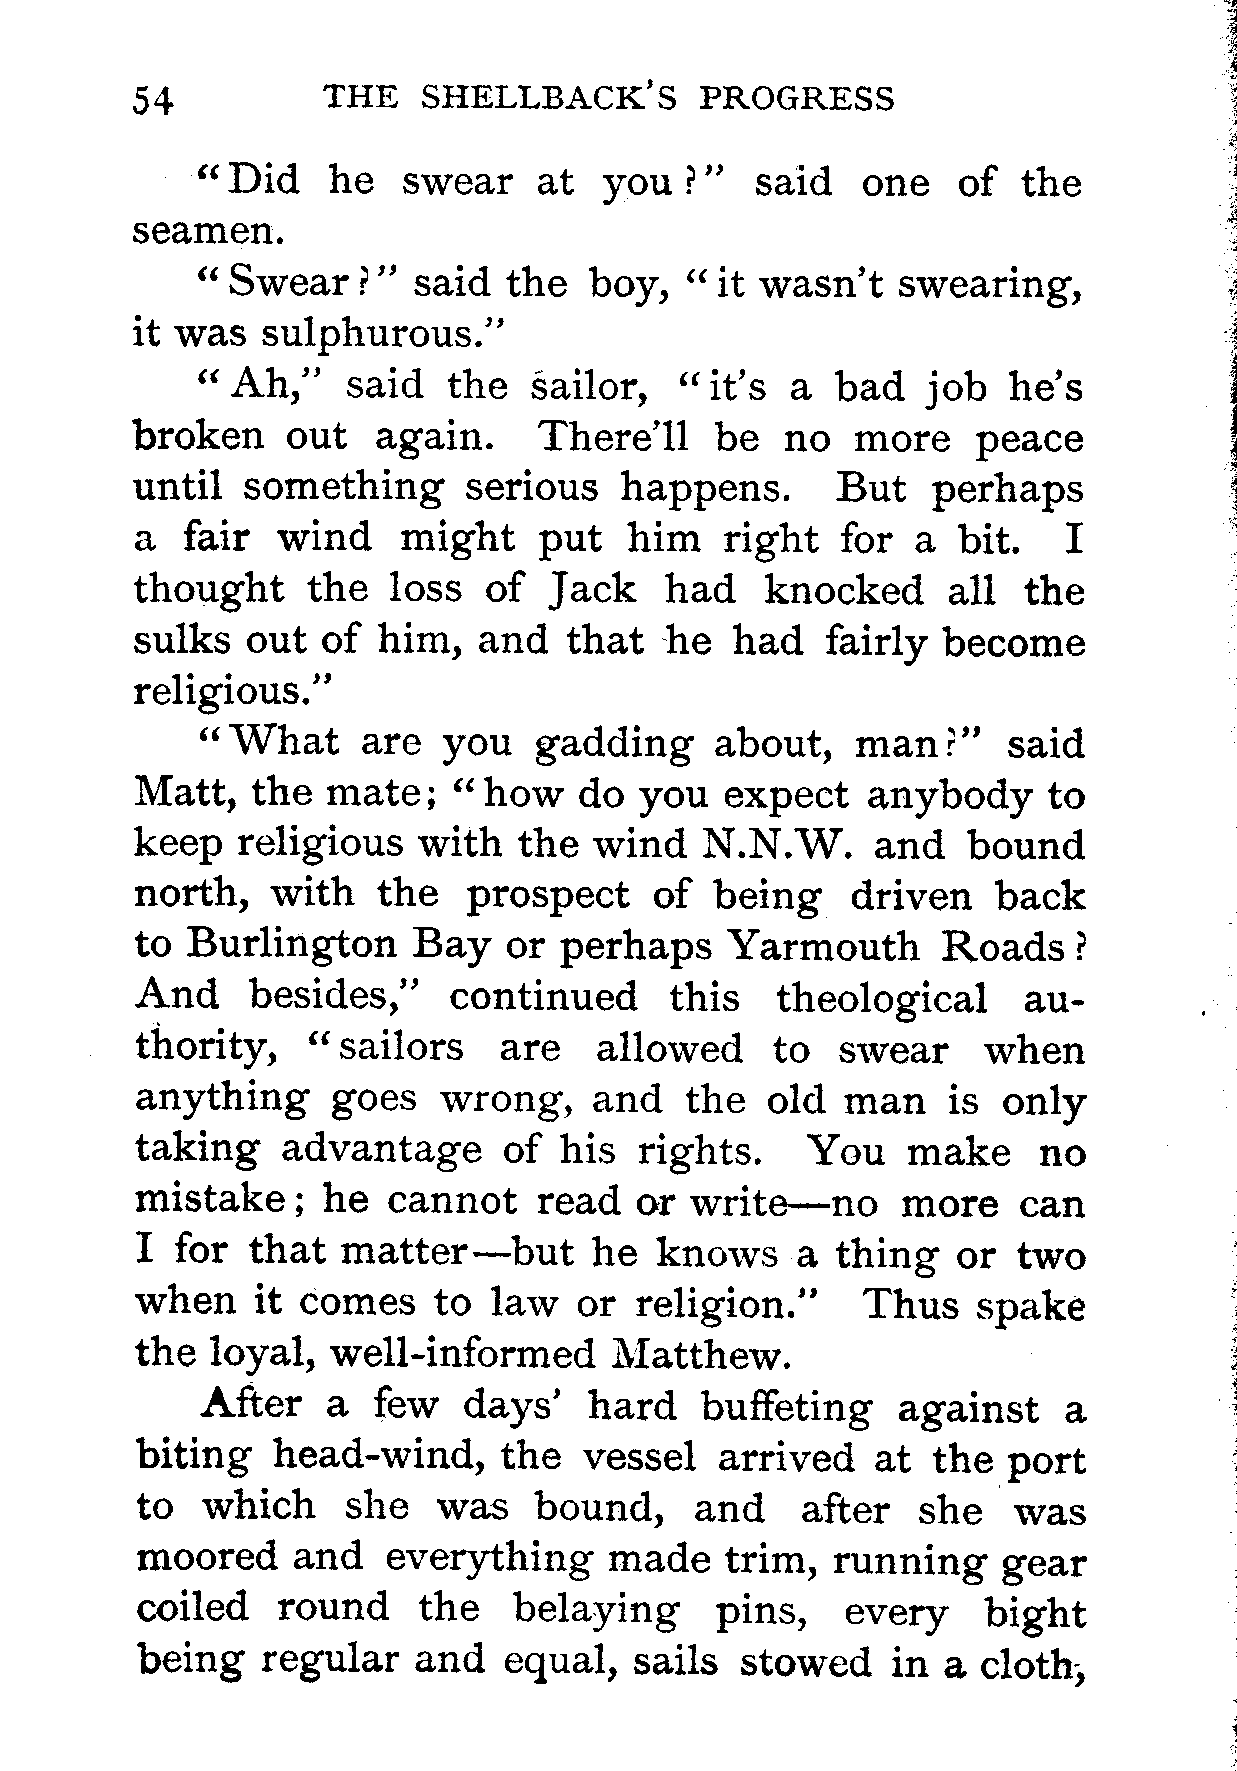 54 THE SHELLBACK'S PROGRESS
"Did he swear at you?" said one of the
seamen.
"Swear?" said the boy, "it wasn't swearing,
it was sulphurous."
"Ah," said the sailor, "it's a bad job he's
broken out again. There'll be no more peace
until something serious happens. But perhaps
a fair wind might put him right for a bit. I
thought the loss of Jack had knocked all the
sulks out of him, and that he had fairly become
religious."
"What are you gadding about, man?" said
Matt, the mate; "how do you expect anybody to
keep religious with the wind N.N.W. and bound
north, with the prospect of being driven back
to Burlington Bay or perhaps Yarmouth Roads?
And besides," continued this theological au-
thority, "sailors are allowed to swear when
anything goes wrong, and the old man is only
taking advantage of his rights. You make no
mistake; he cannot read or write—no more can
I for that matter—but he knows a thing or two
when it comes to law or religion." Thus spake
the loyal, well-informed Matthew.
After a few days' hard buffeting against a
biting head-wind, the vessel arrived at the port
to which she was bound, and after she was
moored and everything made trim, running gear
coiled round the belaying pins, every bight
being regular and equal, sails stowed in a cloth,